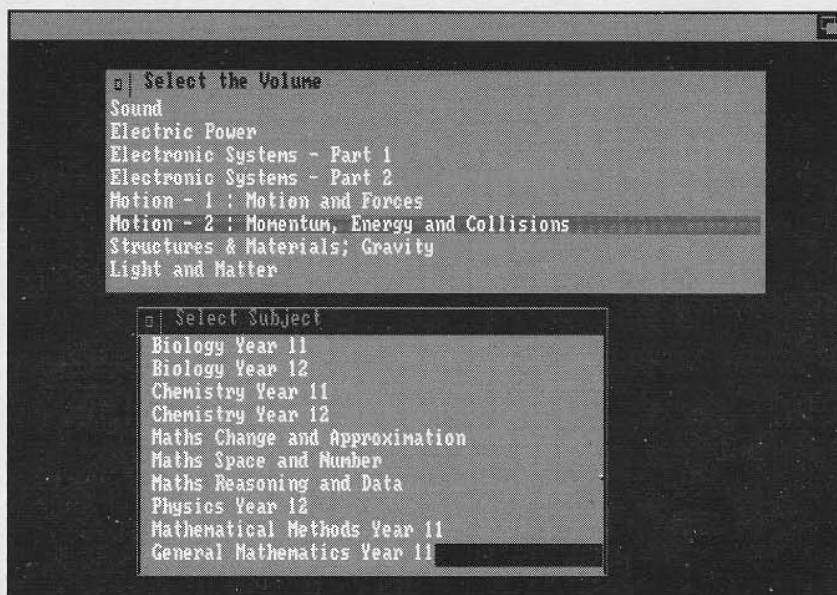 Select the Volume
Sound
Electric Power
Electronic Systems - Part 1
Electronic Systems - Part 2
Motion - 1 : Motion and Forces
Motion - 2 : Momentum, Energy and Collisions
Structures & Materials; Gravity
Light and Matter
Select Subject
Biology Year 11
Biology Year 12
Chemistry Year 11
Chemistry Year 12
Maths Change and Approximation
Maths Space and Number
Maths Reasoning and Data
Physics Year 12
Mathematical Methods Year 11
General Mathematics Year 11